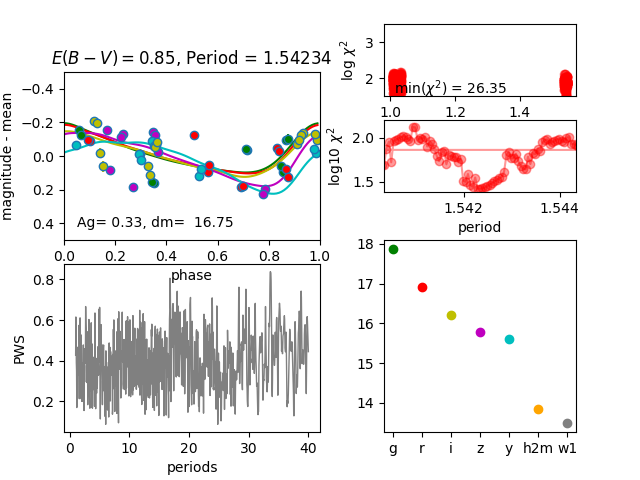 E(B − V) = 0.85, Period = 1.54234
magnitude - mean
−0.4
−0.2
0.0
0.2
0.4
Ag= 0.33, dm=  16.75
0.0 0.2 0.4 0.6 0.8 1.0
phase
PWS
0.8
0.6
0.4
0.2
0 10 20 30 40
periods
log χ²
3
2
min(χ²) = 26.35
1.0 1.2 1.4
log10 χ²
2.0
1.5
1.542 1.544
period
18
17
16
15
14
g r i z y h2m w1